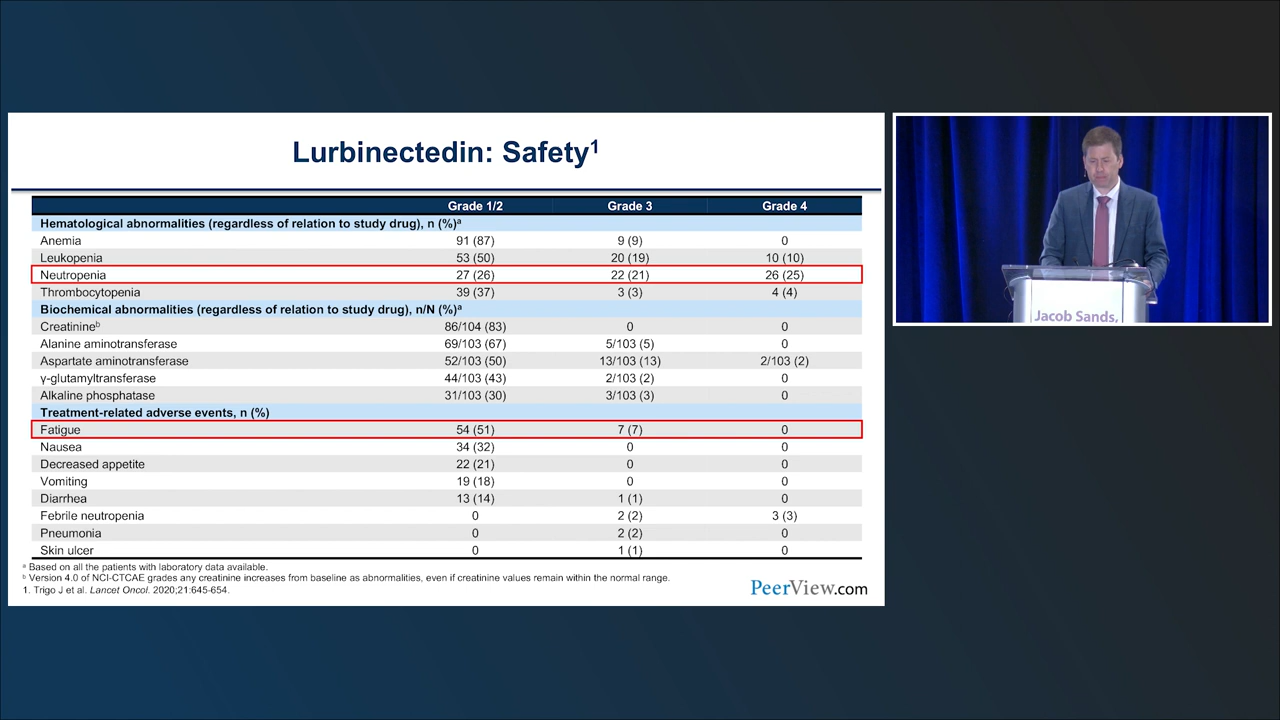 Lurbinectedin: Safety¹
Grade 1/2 Grade 3 Grade 4
Hematological abnormalities (regardless of relation to study drug), n (%)ᵃ
Anemia 91 (87) 9 (9) 0
Leukopenia 53 (50) 20 (19) 10 (10)
Neutropenia 27 (26) 22 (21) 26 (25)
Thrombocytopenia 39 (37) 3 (3) 4 (4)
Biochemical abnormalities (regardless of relation to study drug), n/N (%)ᵃ
Creatinineᵇ 86/104 (83) 0 0
Alanine aminotransferase 69/103 (67) 5/103 (5) 0
Aspartate aminotransferase 52/103 (50) 13/103 (13) 2/103 (2)
γ-glutamyltransferase 44/103 (43) 2/103 (2) 0
Alkaline phosphatase 31/103 (30) 3/103 (3) 0
Treatment-related adverse events, n (%)
Fatigue 54 (51) 7 (7) 0
Nausea 34 (32) 0 0
Decreased appetite 22 (21) 0 0
Vomiting 19 (18) 0 0
Diarrhea 13 (14) 1 (1) 0
Febrile neutropenia 0 2 (2) 3 (3)
Pneumonia 0 2 (2) 0
Skin ulcer 0 1 (1) 0
ᵃ Based on all the patients with laboratory data available.
ᵇ Version 4.0 of NCI-CTCAE grades any creatinine increases from baseline as abnormalities, even if creatinine values remain within the normal range.
1. Trigo J et al. Lancet Oncol. 2020;21:645-654.
PeerView.com
Jacob Sands,